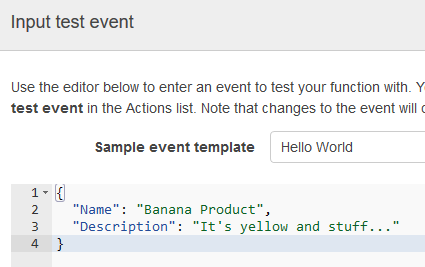 Input test event
Use the editor below to enter an event to test your function with.
test event in the Actions list. Note that changes to the event will
Sample event template
Hello World
1 {
2 "Name": "Banana Product",
3 "Description": "It's yellow and stuff..."
4 }